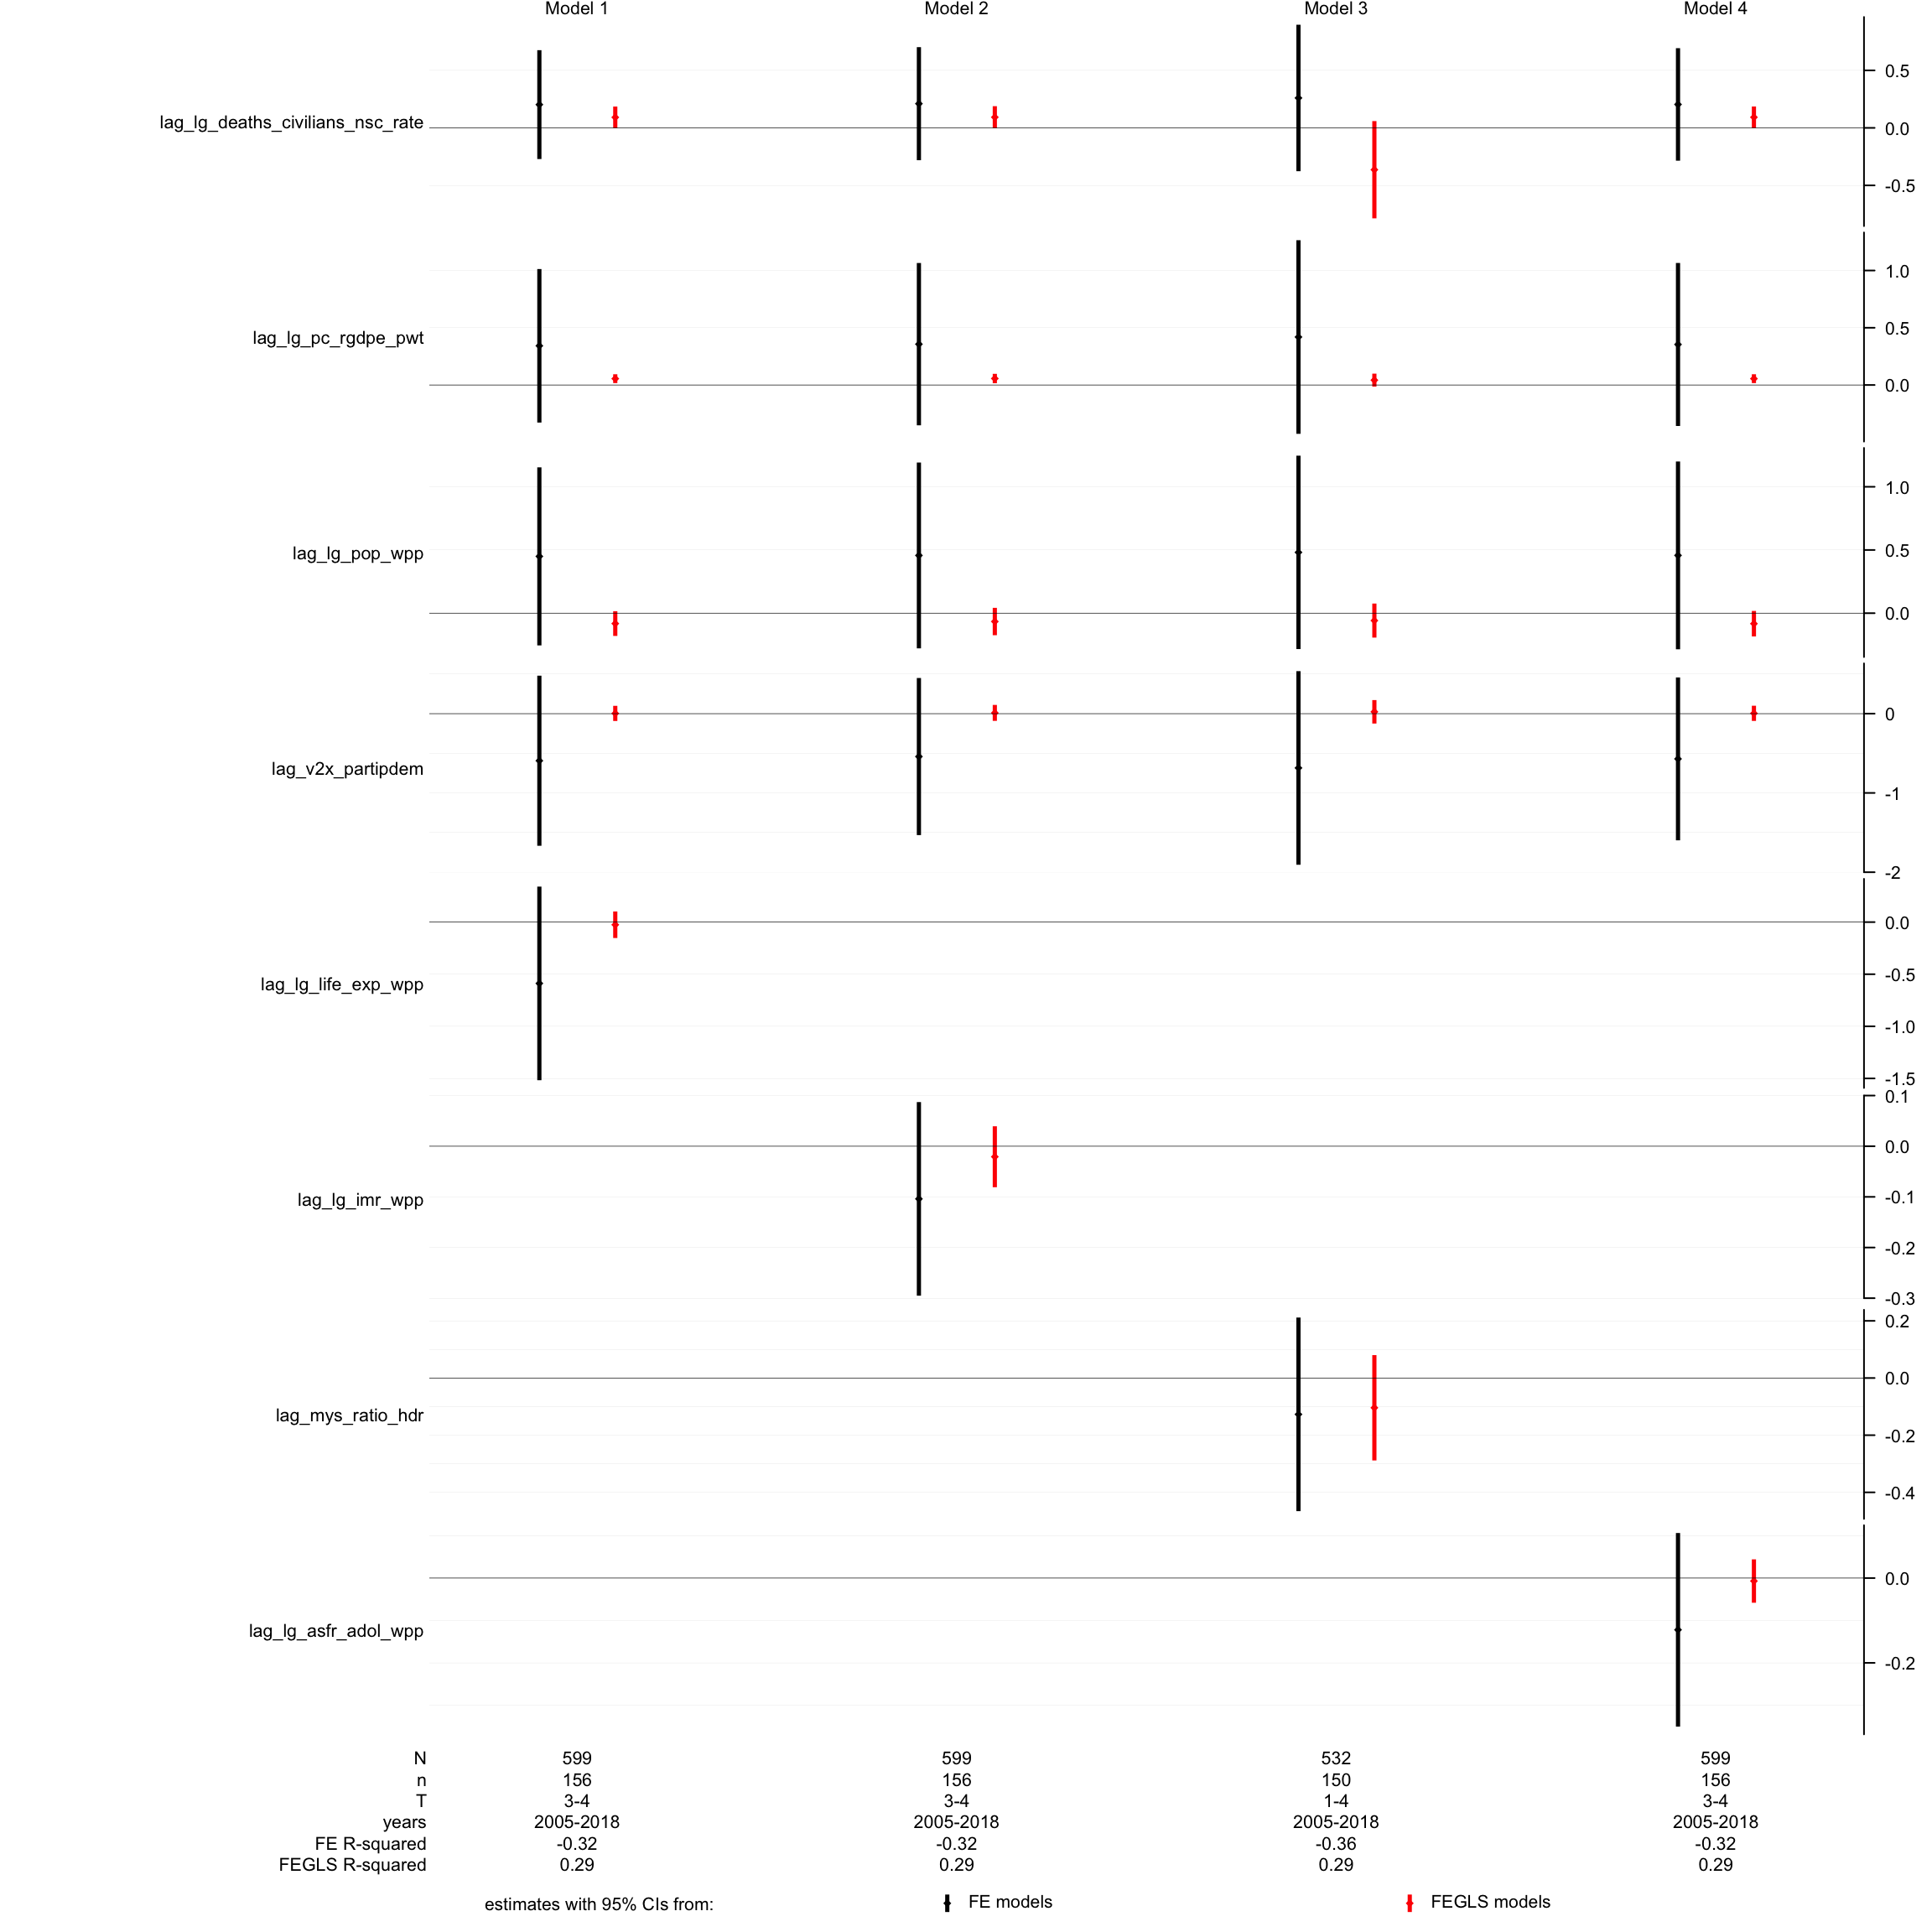 Model 1 Model 2 Model 3 Model 4
lag_lg_deaths_civilians_nsc_rate
0.5
0.0
-0.5
lag_lg_pc_rgdpe_pwt
1.0
0.5
0.0
lag_lg_pop_wpp
1.0
0.5
0.0
lag_v2x_partipdem
0
-1
-2
lag_lg_life_exp_wpp
0.0
-0.5
-1.0
-1.5
lag_lg_imr_wpp
0.1
0.0
-0.1
-0.2
-0.3
lag_mys_ratio_hdr
0.2
0.0
-0.2
-0.4
lag_lg_asfr_adol_wpp
0.0
-0.2
N 599 599 532 599
n 156 156 150 156
T 3-4 3-4 1-4 3-4
years 2005-2018 2005-2018 2005-2018 2005-2018
FE R-squared -0.32 -0.32 -0.36 -0.32
FEGLS R-squared 0.29 0.29 0.29 0.29
estimates with 95% CIs from: FE models FEGLS models